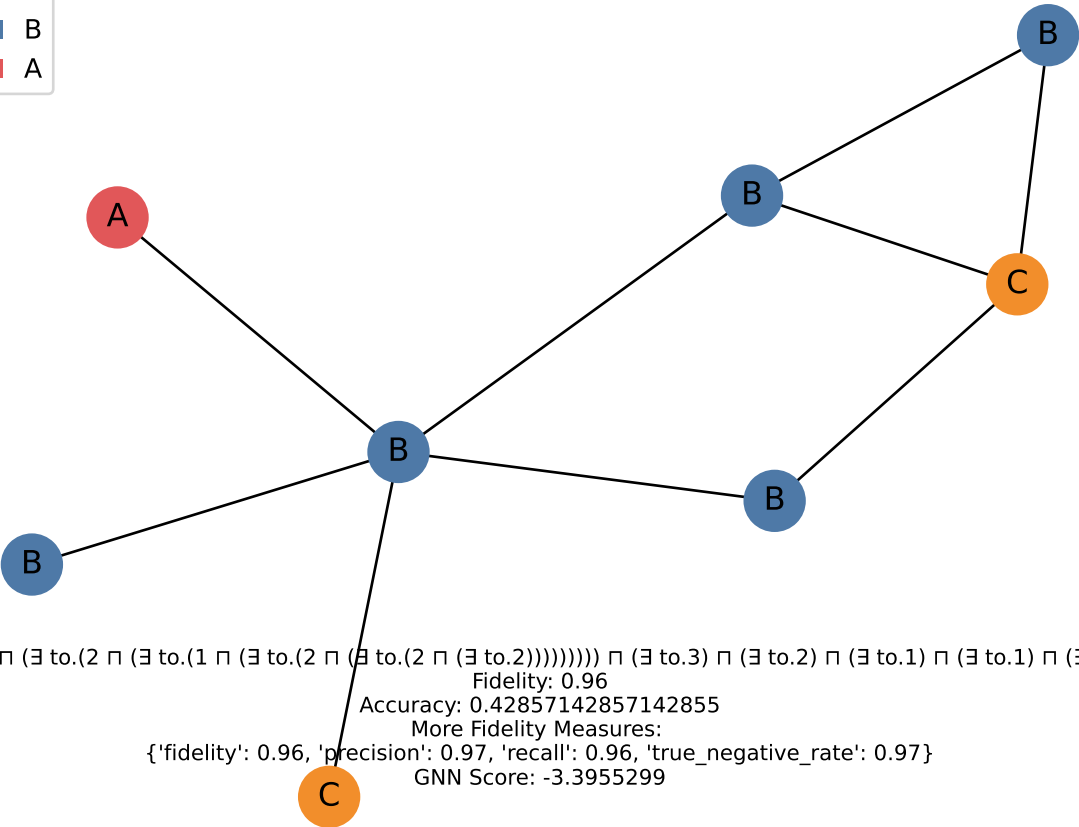 B
A
B
B
A
C
B
B
B
⊓ (∃ to.(2 ⊓ (∃ to.(1 ⊓ (∃ to.(2 ⊓ (∃ to.(2 ⊓ (∃ to.2))))))))) ⊓ (∃ to.3) ⊓ (∃ to.2) ⊓ (∃ to.1) ⊓ (∃ to.1) ⊓ (∃
Fidelity: 0.96
Accuracy: 0.42857142857142855
More Fidelity Measures:
{'fidelity': 0.96, 'precision': 0.97, 'recall': 0.96, 'true_negative_rate': 0.97}
GNN Score: -3.3955299
C